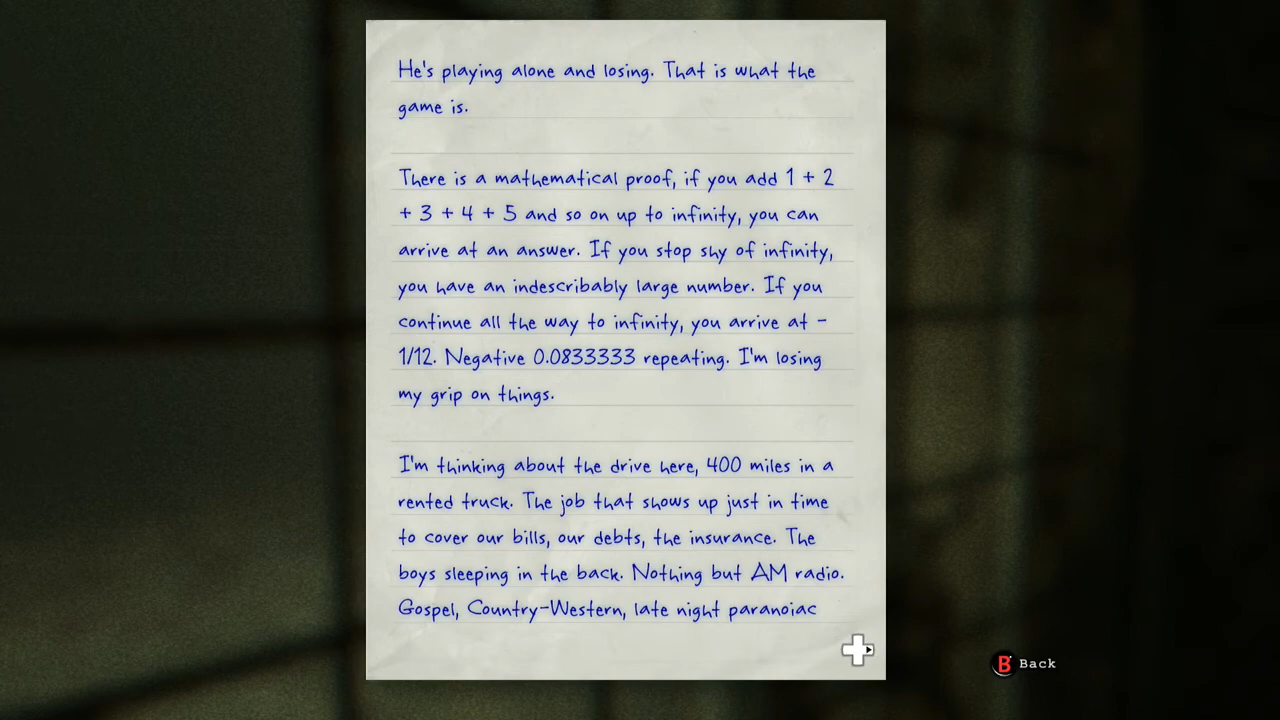 He's playing alone and losing. That is what the
game is.
There is a mathematical proof, if you add 1 + 2
+ 3 + 4 + 5 and so on up to infinity, you can
arrive at an answer. If you stop shy of infinity,
you have an indescribably large number. If you
continue all the way to infinity, you arrive at -
1/12. Negative 0.0833333 repeating. I'm losing
my grip on things.
I'm thinking about the drive here, 400 miles in a
rented truck. The job that shows up just in time
to cover our bills, our debts, the insurance. The
boys sleeping in the back. Nothing but AM radio.
Gospel, Country-Western, late night paranoiac
B Back